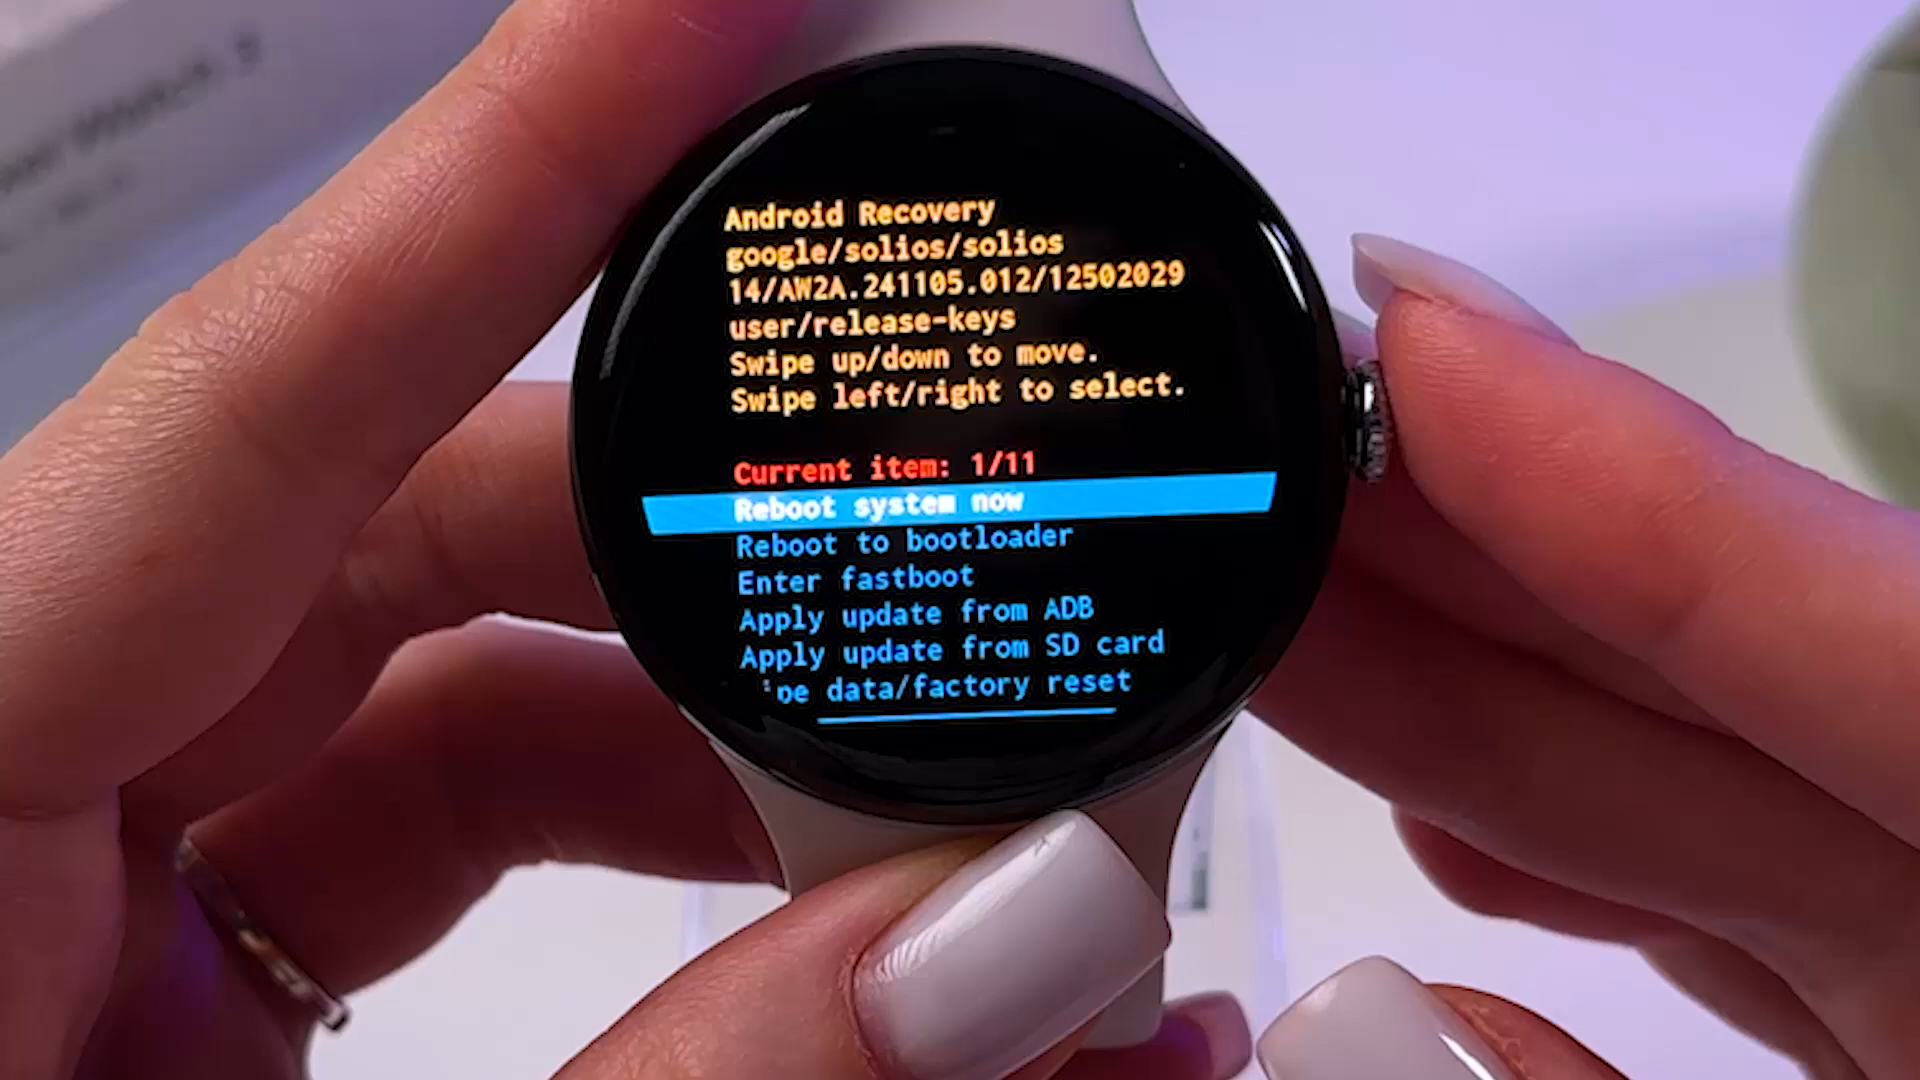 Watch 3
Android Recovery
google/solios/solios
14/AW2A.241105.012/12502029
user/release-keys
Swipe up/down to move.
Swipe left/right to select.
Current item: 1/11
Reboot system now
Reboot to bootloader
Enter fastboot
Apply update from ADB
Apply update from SD card
data/factory reset